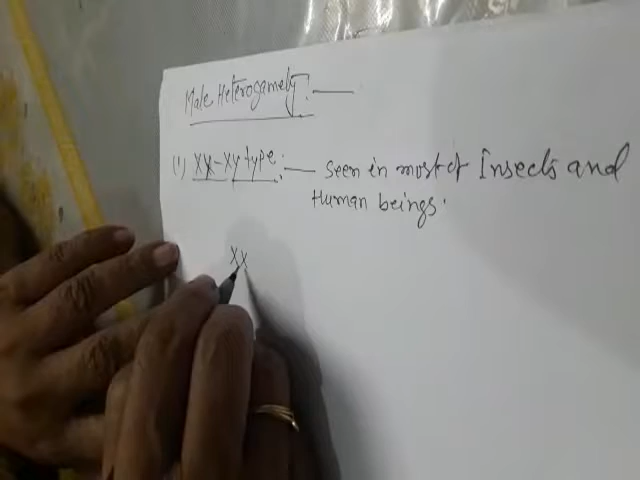 Male Heterogamety:—
(1) XX-XY type:— Seen in most of Insects and
Human beings.
XX